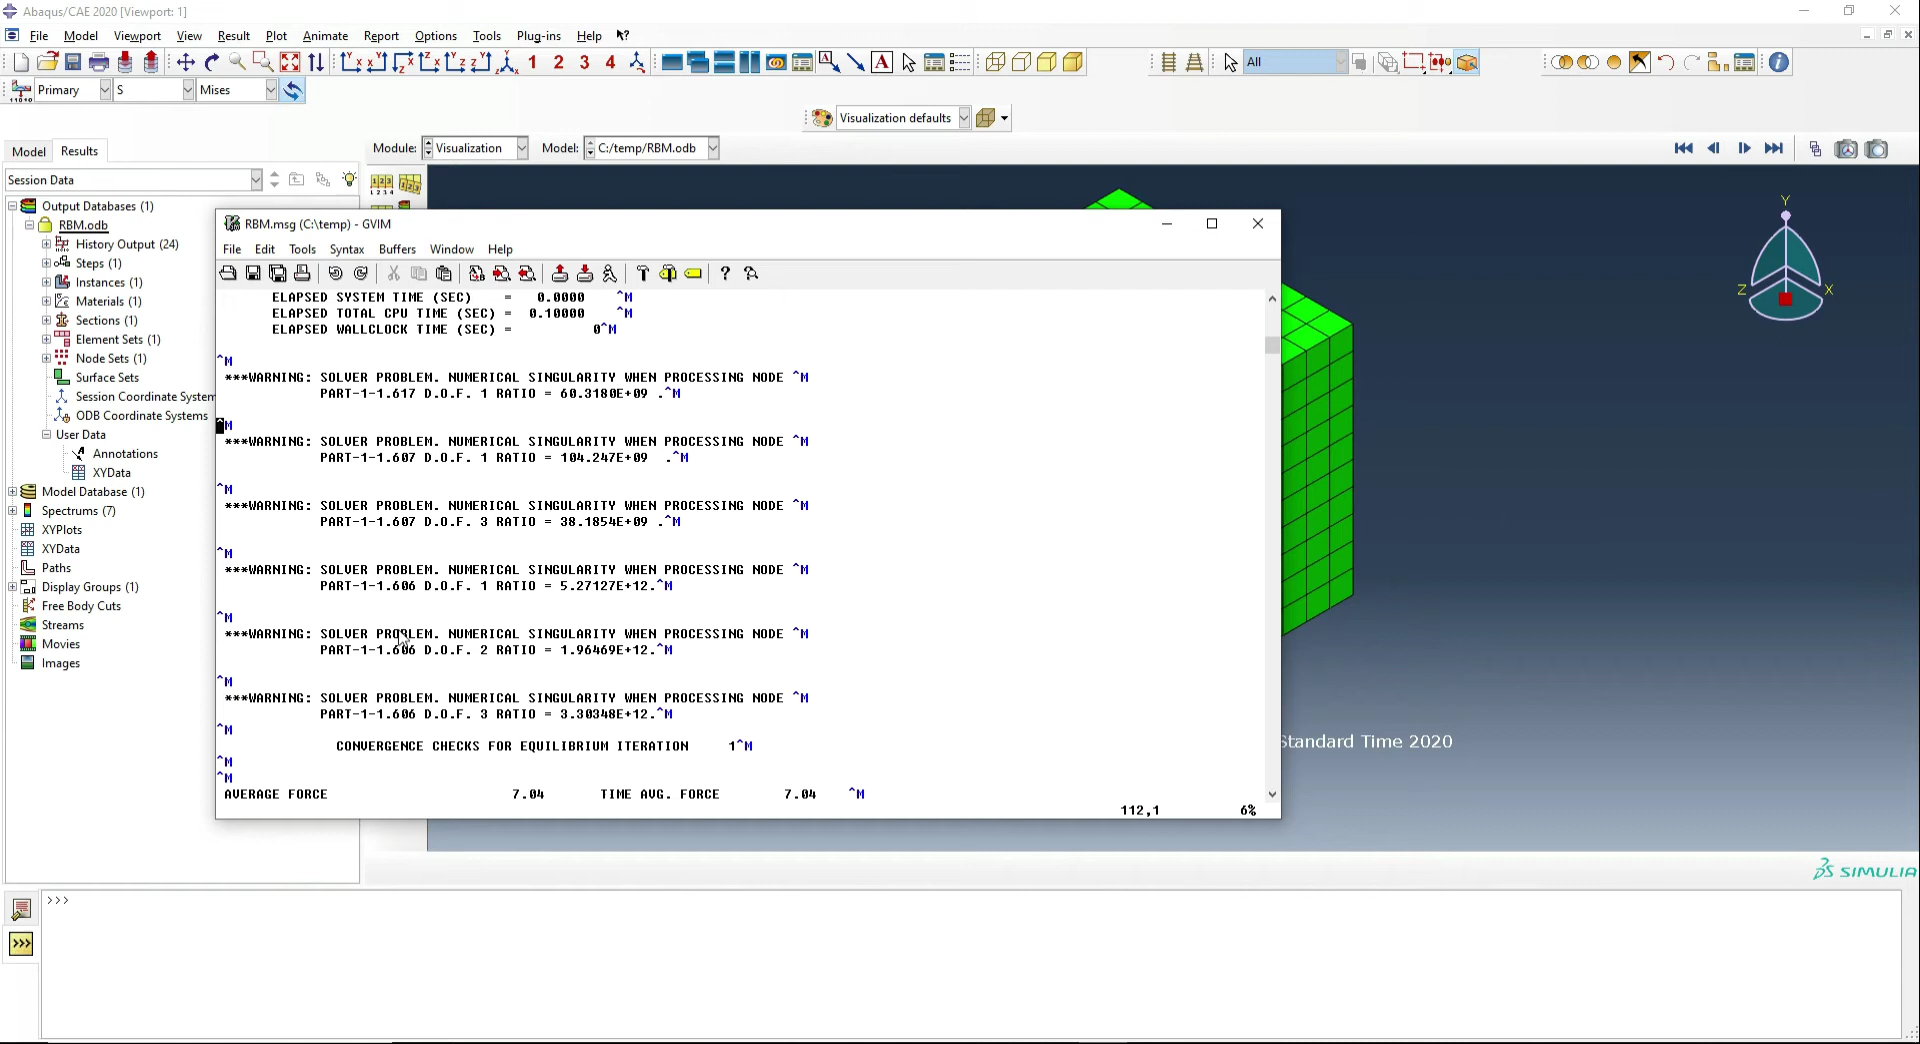 Abaqus/CAE 2020 [Viewport: 1]
File Model Viewport View Result Plot Animate Report Options Tools Plug-ins Help
1 2 3 4 A All
Primary S Mises
Visualization defaults
Model Results Module: Visualization Model: C:/temp/RBM.odb
Session Data
Output Databases (1)
RBM.odb
History Output (24)
Steps (1)
Instances (1)
Materials (1)
Sections (1)
Element Sets (1)
Node Sets (1)
Surface Sets
Session Coordinate System
ODB Coordinate Systems
User Data
Annotations
XYData
Model Database (1)
Spectrums (7)
XYPlots
XYData
Paths
Display Groups (1)
Free Body Cuts
Streams
Movies
Images
RBM.msg (C:\temp) - GVIM
File Edit Tools Syntax Buffers Window Help
ELAPSED SYSTEM TIME (SEC) = 0.0000 ^M
ELAPSED TOTAL CPU TIME (SEC) = 0.10000 ^M
ELAPSED WALLCLOCK TIME (SEC) = 0^M
^M
***WARNING: SOLVER PROBLEM. NUMERICAL SINGULARITY WHEN PROCESSING NODE ^M
PART-1-1.617 D.O.F. 1 RATIO = 60.3180E+09 .^M
^M
***WARNING: SOLVER PROBLEM. NUMERICAL SINGULARITY WHEN PROCESSING NODE ^M
PART-1-1.607 D.O.F. 1 RATIO = 104.247E+09 .^M
^M
***WARNING: SOLVER PROBLEM. NUMERICAL SINGULARITY WHEN PROCESSING NODE ^M
PART-1-1.607 D.O.F. 3 RATIO = 38.1854E+09 .^M
^M
***WARNING: SOLVER PROBLEM. NUMERICAL SINGULARITY WHEN PROCESSING NODE ^M
PART-1-1.606 D.O.F. 1 RATIO = 5.27127E+12.^M
^M
***WARNING: SOLVER PROBLEM. NUMERICAL SINGULARITY WHEN PROCESSING NODE ^M
PART-1-1.606 D.O.F. 2 RATIO = 1.96469E+12.^M
^M
***WARNING: SOLVER PROBLEM. NUMERICAL SINGULARITY WHEN PROCESSING NODE ^M
PART-1-1.606 D.O.F. 3 RATIO = 3.30348E+12.^M
^M
CONVERGENCE CHECKS FOR EQUILIBRIUM ITERATION 1^M
^M
^M
AVERAGE FORCE 7.04 TIME AVG. FORCE 7.04 ^M
112,1 6%
Y
Z X
Standard Time 2020
SIMULIA
>>>
>>>